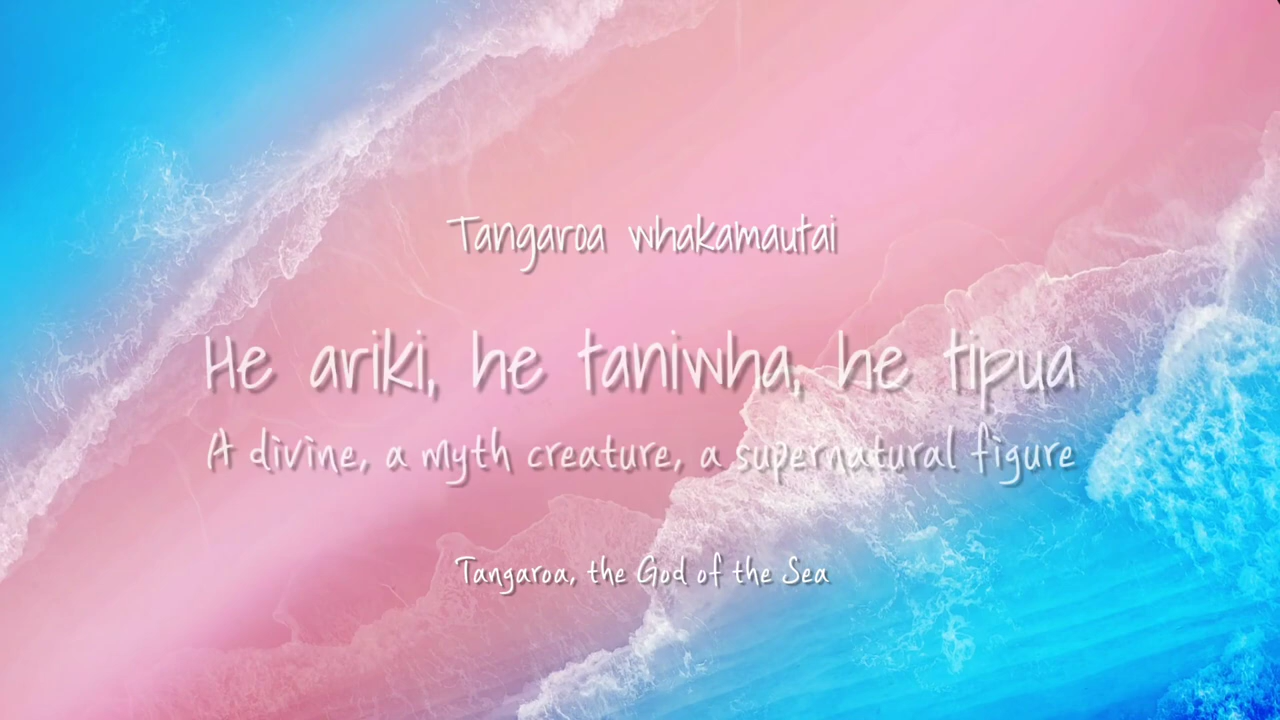 Tangaroa whakamautai
He ariki, he taniwha, he tipua
A divine, a myth creature, a supernatural figure
Tangaroa, the God of the Sea